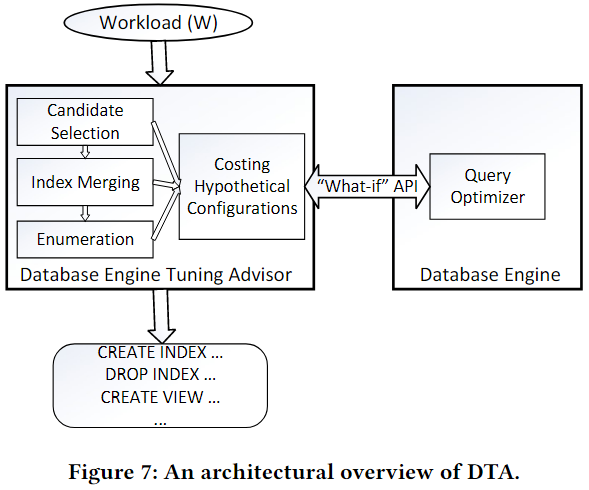 Workload (W)
Candidate
Selection
Index Merging
Enumeration
Costing
Hypothetical
Configurations
Database Engine Tuning Advisor
“What-if” API
Query
Optimizer
Database Engine
CREATE INDEX ...
DROP INDEX ...
CREATE VIEW ...
...
Figure 7: An architectural overview of DTA.